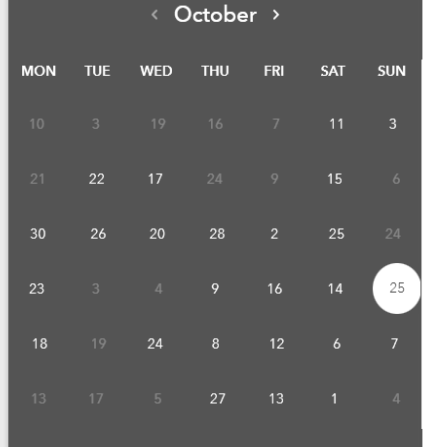 ‹ October ›
MON TUE WED THU FRI SAT SUN
10 3 19 16 7 11 3
21 22 17 24 9 15 6
30 26 20 28 2 25 24
23 3 4 9 16 14 25
18 19 24 8 12 6 7
13 17 5 27 13 1 4